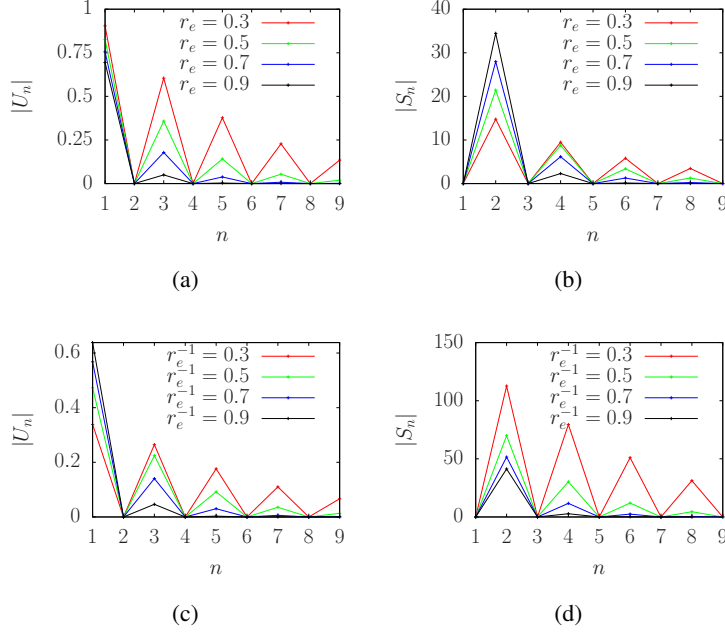 1
0.75
0.5
0.25
0
1 2 3 4 5 6 7 8 9
|U_n|
n
r_e = 0.3
r_e = 0.5
r_e = 0.7
r_e = 0.9
(a)
40
30
20
10
0
1 2 3 4 5 6 7 8 9
|S_n|
n
r_e = 0.3
r_e = 0.5
r_e = 0.7
r_e = 0.9
(b)
0.6
0.4
0.2
0
1 2 3 4 5 6 7 8 9
|U_n|
n
r_e^{-1} = 0.3
r_e^{-1} = 0.5
r_e^{-1} = 0.7
r_e^{-1} = 0.9
(c)
150
100
50
0
1 2 3 4 5 6 7 8 9
|S_n|
n
r_e^{-1} = 0.3
r_e^{-1} = 0.5
r_e^{-1} = 0.7
r_e^{-1} = 0.9
(d)